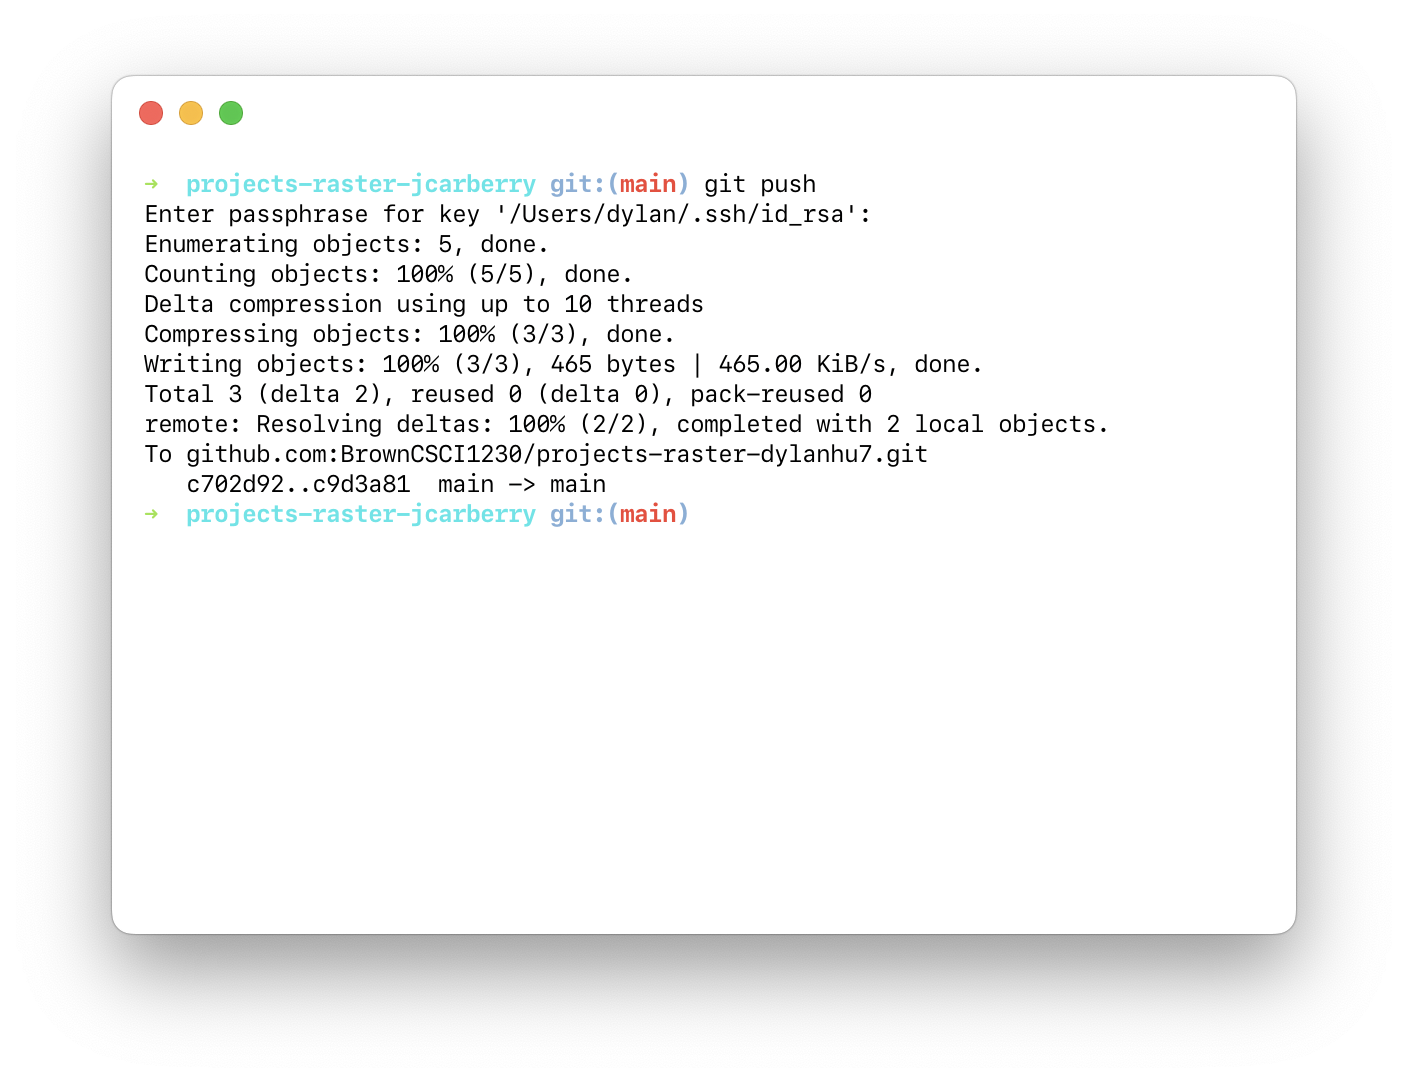 ➜  projects-raster-jcarberry git:(main) git push
Enter passphrase for key '/Users/dylan/.ssh/id_rsa':
Enumerating objects: 5, done.
Counting objects: 100% (5/5), done.
Delta compression using up to 10 threads
Compressing objects: 100% (3/3), done.
Writing objects: 100% (3/3), 465 bytes | 465.00 KiB/s, done.
Total 3 (delta 2), reused 0 (delta 0), pack-reused 0
remote: Resolving deltas: 100% (2/2), completed with 2 local objects.
To github.com:BrownCSCI1230/projects-raster-dylanhu7.git
   c702d92..c9d3a81  main -> main
➜  projects-raster-jcarberry git:(main)